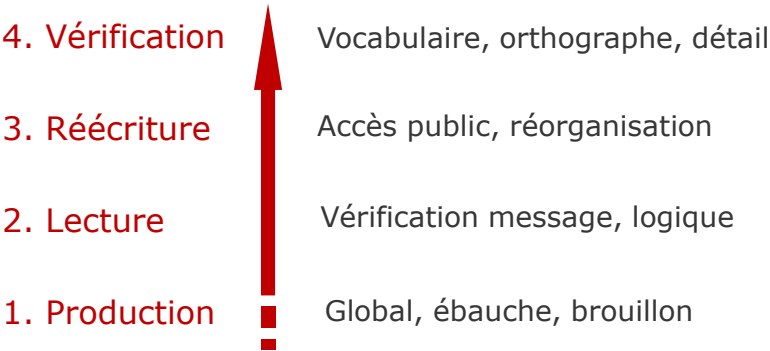 4. Vérification Vocabulaire, orthographe, détail
3. Réécriture Accès public, réorganisation
2. Lecture Vérification message, logique
1. Production Global, ébauche, brouillon